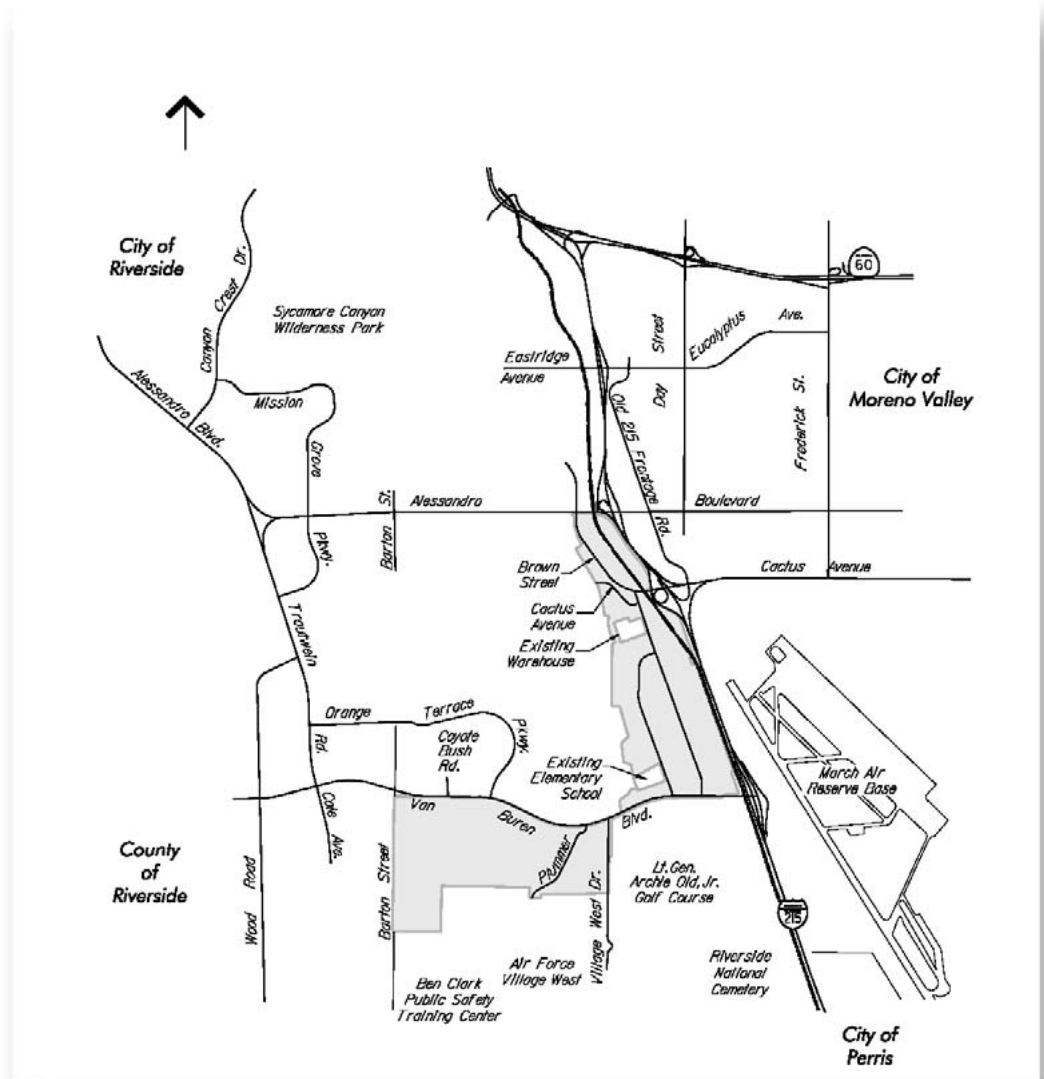 City of
Riverside
Canyon Crest Dr.
Sycamore Canyon
Wilderness Park
60
Street
Day
Eucalyptus Ave.
Eastridge
Avenue
City of
Moreno Valley
Frederick St.
Alessandro
Blvd.
Mission
Grove
Pkwy.
Old 215 Frontage
Rd.
Barton St.
Alessandro
Boulevard
Brown
Street
Cactus Avenue
Cactus
Avenue
Existing
Warehouse
Trautwein
Rd.
Orange Terrace
Pkwy.
Coyote
Bush
Rd.
Existing
Elementary
School
March Air
Reserve Base
Cole Ave.
Van Buren Blvd.
County
of
Riverside
Wood Road
Barton Street
Plummer
Village West Dr.
Lt.Gen.
Archie Old, Jr.
Golf Course
215
Air Force
Village West
Riverside
National
Cemetery
Ben Clark
Public Safety
Training Center
City of
Perris